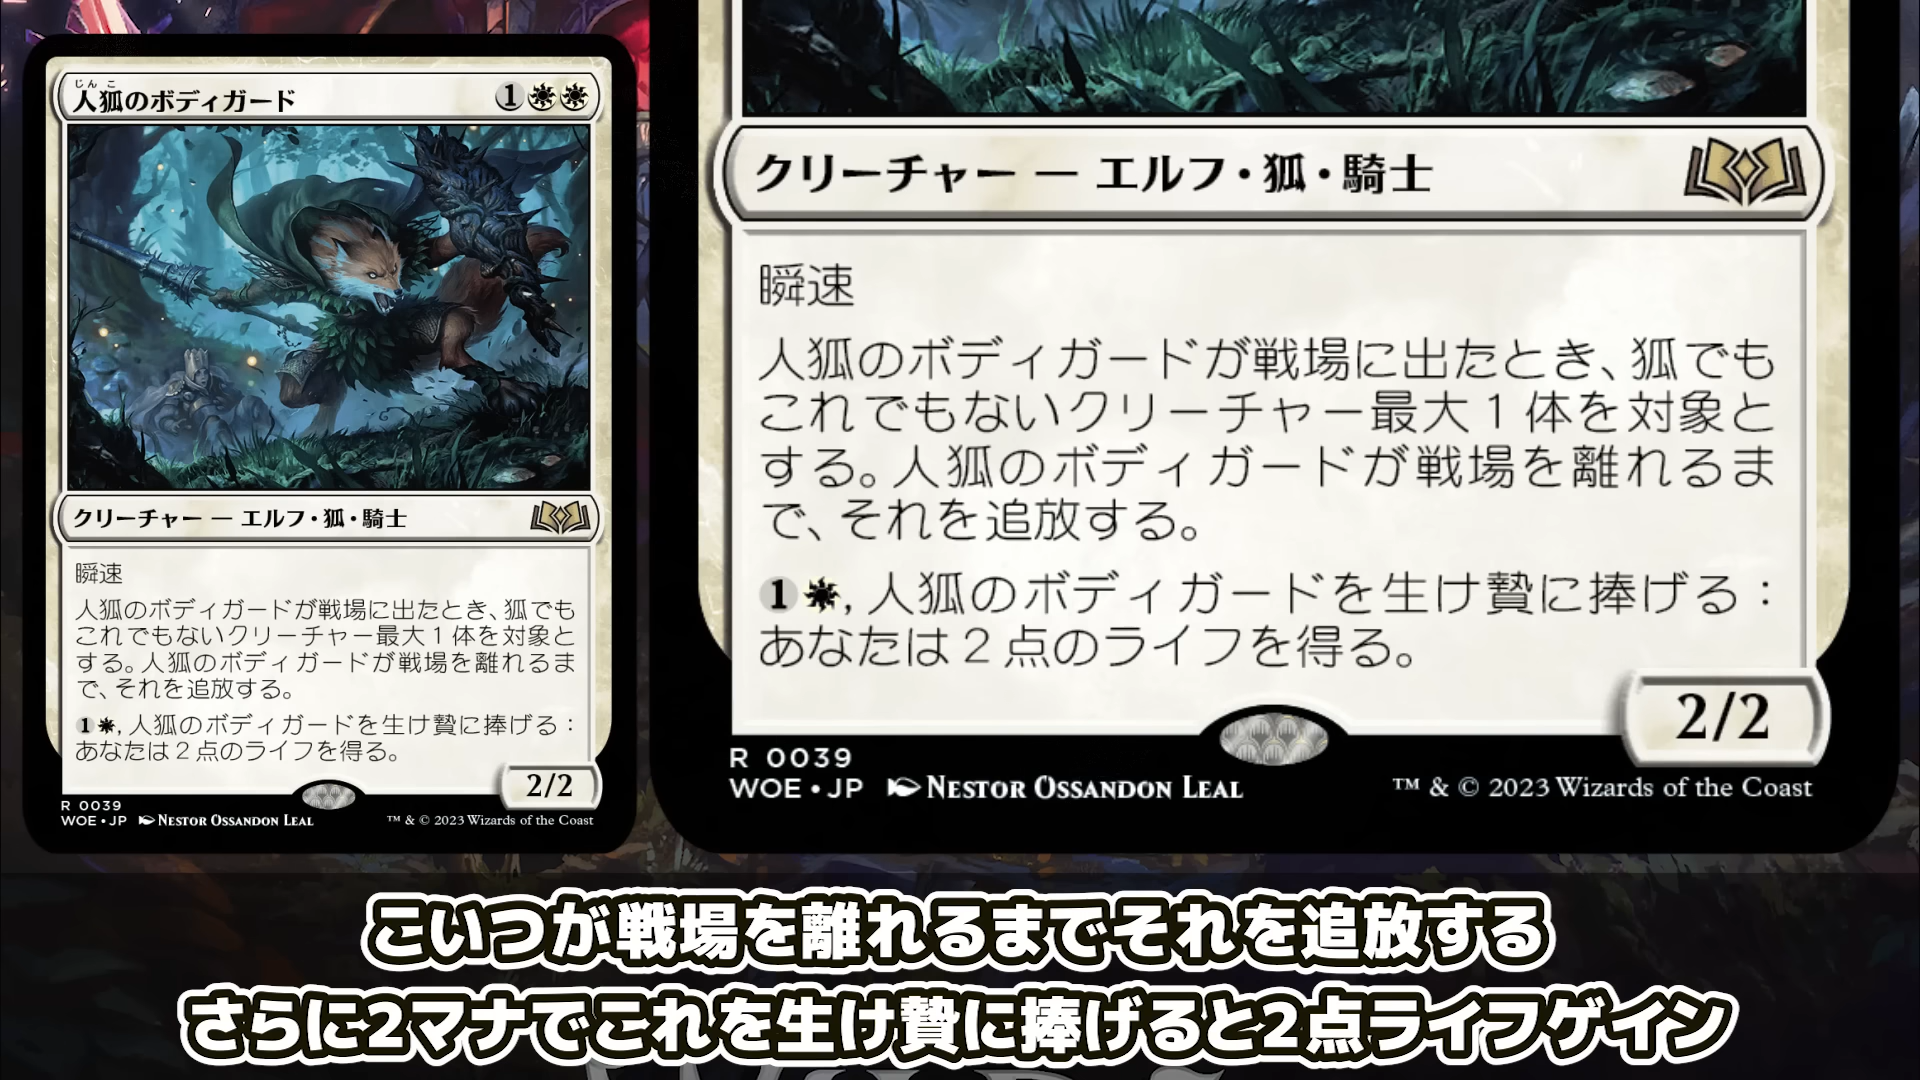 じんこ
人狐のボディガード
1
クリーチャー — エルフ・狐・騎士
瞬速
人狐のボディガードが戦場に出たとき、狐でも
これでもないクリーチャー最大1体を対象と
する。人狐のボディガードが戦場を離れるま
で、それを追放する。
1, 人狐のボディガードを生け贄に捧げる：
あなたは2点のライフを得る。
2/2
R 0039
WOE • JP NESTOR OSSANDON LEAL
™ & © 2023 Wizards of the Coast
クリーチャー — エルフ・狐・騎士
瞬速
人狐のボディガードが戦場に出たとき、狐でも
これでもないクリーチャー最大1体を対象と
する。人狐のボディガードが戦場を離れるま
で、それを追放する。
1, 人狐のボディガードを生け贄に捧げる：
あなたは2点のライフを得る。
2/2
R 0039
WOE • JP NESTOR OSSANDON LEAL
™ & © 2023 Wizards of the Coast
こいつが戦場を離れるまでそれを追放する
さらに2マナでこれを生け贄に捧げると2点ライフゲイン